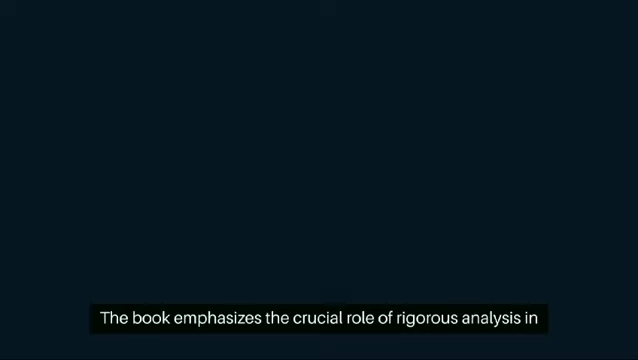 The book emphasizes the crucial role of rigorous analysis in